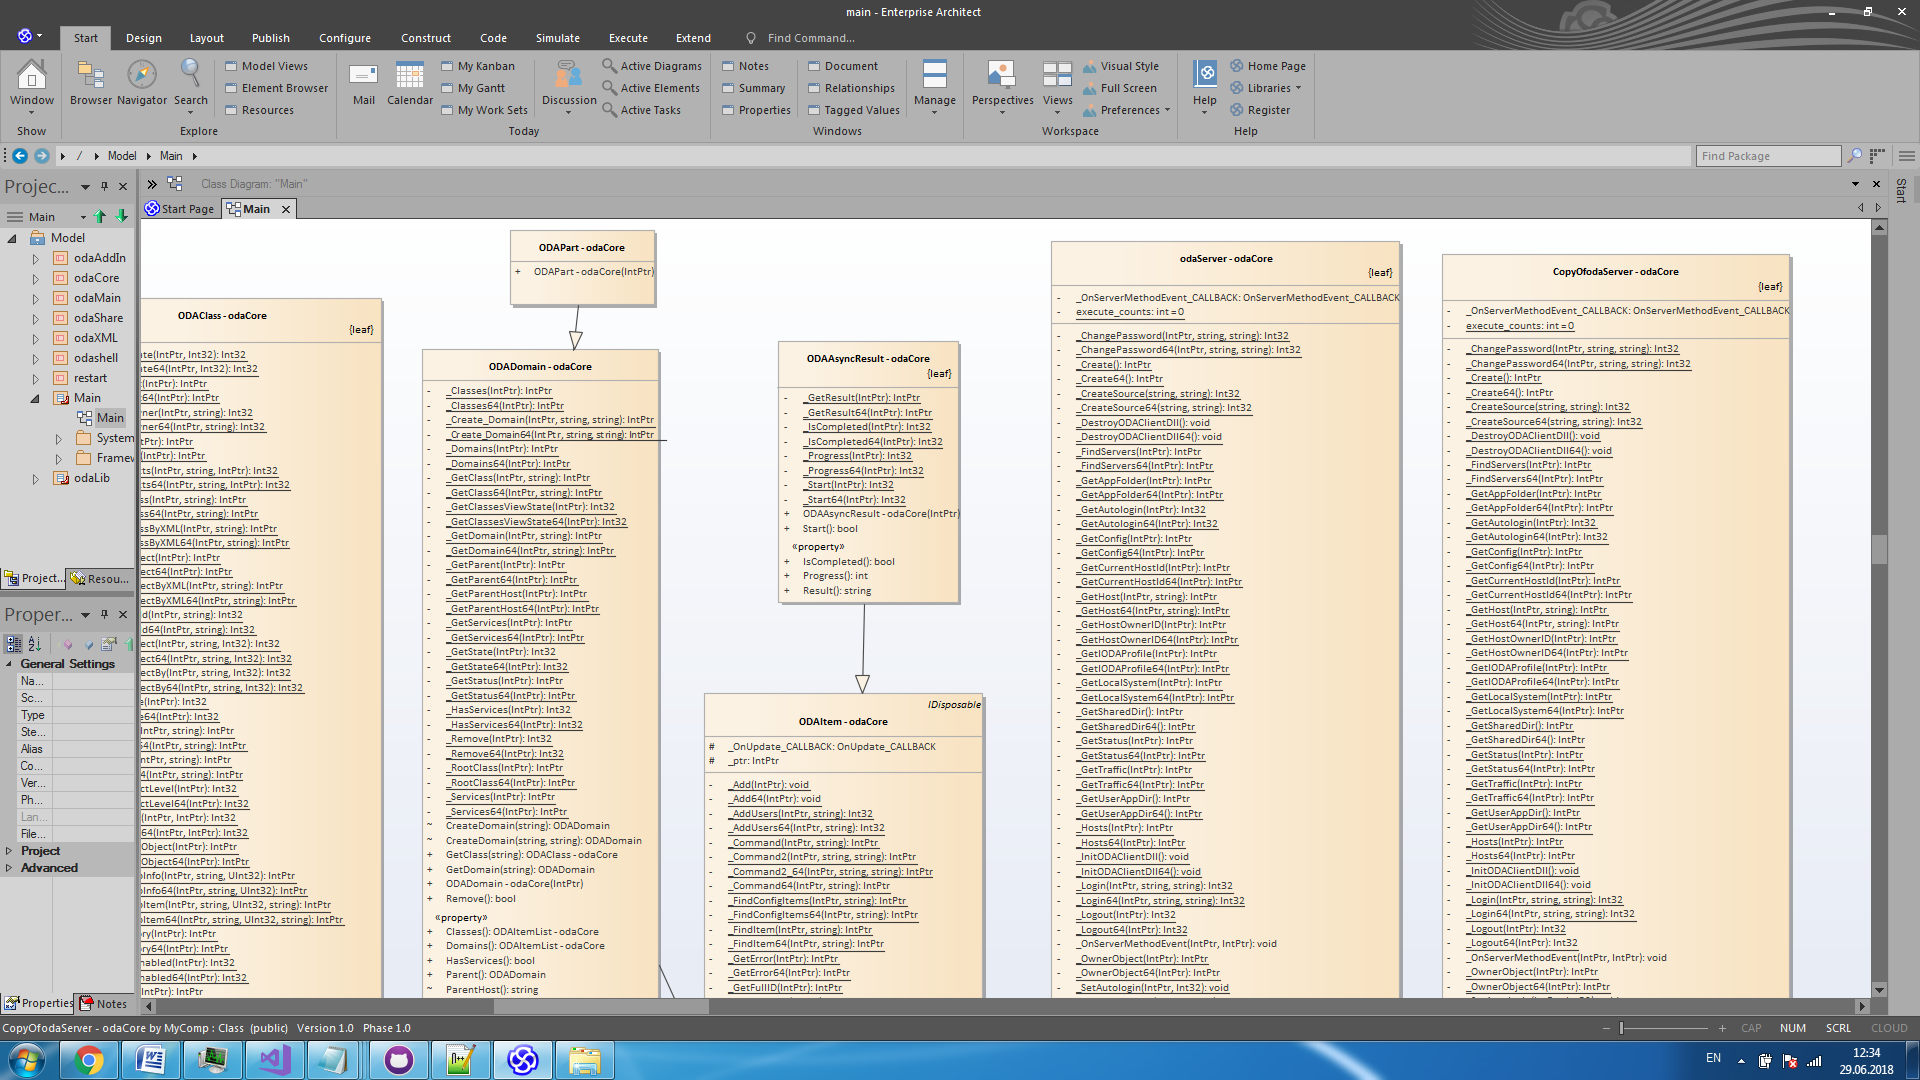 main - Enterprise Architect
Start Design Layout Publish Configure Construct Code Simulate Execute Extend Find Command...
Window
Show
Browser Navigator Search
Model Views
Element Browser
Resources
Explore
Mail Calendar
My Kanban
My Gantt
My Work Sets
Today
Discussion
Active Diagrams
Active Elements
Active Tasks
Notes
Summary
Properties
Document
Relationships
Tagged Values
Windows
Manage
Perspectives Views
Visual Style
Full Screen
Preferences
Workspace
Help
Home Page
Libraries
Register
Help
/ Model Main
Find Package
Projec...
Class Diagram: "Main"
Start
Main
Start Page Main
Model
odaAddIn
odaCore
odaMain
odaShare
odaXML
odashell
restart
Main
Main
System
Framew
odaLib
Project... Resou...
Proper...
General Settings
Na...
Sc...
Type
Ste...
Alias
Co...
Ver...
Ph...
Lan...
File...
Project
Advanced
Properties Notes
ODAClass - odaCore
{leaf}
ate(IntPtr, Int32): Int32
ate64(IntPtr, Int32): Int32
(IntPtr): IntPtr
64(IntPtr): IntPtr
wner(IntPtr, string): Int32
wner64(IntPtr, string): Int32
tPtr): IntPtr
(IntPtr): IntPtr
cts(IntPtr, string, IntPtr): Int32
cts64(IntPtr, string, IntPtr): Int32
ss(IntPtr, string): IntPtr
ss64(IntPtr, string): IntPtr
ssByXML(IntPtr, string): IntPtr
ssByXML64(IntPtr, string): IntPtr
ect(IntPtr): IntPtr
ect64(IntPtr): IntPtr
ectByXML(IntPtr, string): IntPtr
ectByXML64(IntPtr, string): IntPtr
d(IntPtr, string): Int32
d64(IntPtr, string): Int32
ect(IntPtr, string, Int32): Int32
ect64(IntPtr, string, Int32): Int32
ectBy(IntPtr, string, Int32): Int32
ectBy64(IntPtr, string, Int32): Int32
e(IntPtr): Int32
e64(IntPtr): Int32
(IntPtr, string): IntPtr
64(IntPtr, string): IntPtr
IntPtr, string): IntPtr
4(IntPtr, string): IntPtr
ctLevel(IntPtr): Int32
ctLevel64(IntPtr): Int32
(IntPtr, IntPtr): Int32
64(IntPtr, IntPtr): Int32
Object(IntPtr): IntPtr
Object64(IntPtr): IntPtr
Info(IntPtr, string, UInt32): IntPtr
Info64(IntPtr, string, UInt32): IntPtr
Item(IntPtr, string, UInt32, string): IntPtr
Item64(IntPtr, string, UInt32, string): IntPtr
ry(IntPtr): IntPtr
ry64(IntPtr): IntPtr
nabled(IntPtr): Int32
nabled64(IntPtr): Int32
(IntPtr): IntPtr
ODAPart - odaCore
+ ODAPart - odaCore(IntPtr)
ODADomain - odaCore
- _Classes(IntPtr): IntPtr
- _Classes64(IntPtr): IntPtr
- _Create_Domain(IntPtr, string, string): IntPtr
- _Create_Domain64(IntPtr, string, string): IntPtr
- _Domains(IntPtr): IntPtr
- _Domains64(IntPtr): IntPtr
- _GetClass(IntPtr, string): IntPtr
- _GetClass64(IntPtr, string): IntPtr
- _GetClassesViewState(IntPtr): Int32
- _GetClassesViewState64(IntPtr): Int32
- _GetDomain(IntPtr, string): IntPtr
- _GetDomain64(IntPtr, string): IntPtr
- _GetParent(IntPtr): IntPtr
- _GetParent64(IntPtr): IntPtr
- _GetParentHost(IntPtr): IntPtr
- _GetParentHost64(IntPtr): IntPtr
- _GetServices(IntPtr): IntPtr
- _GetServices64(IntPtr): IntPtr
- _GetState(IntPtr): Int32
- _GetState64(IntPtr): Int32
- _GetStatus(IntPtr): IntPtr
- _GetStatus64(IntPtr): IntPtr
- _HasServices(IntPtr): Int32
- _HasServices64(IntPtr): Int32
- _Remove(IntPtr): Int32
- _Remove64(IntPtr): Int32
- _RootClass(IntPtr): IntPtr
- _RootClass64(IntPtr): IntPtr
- _Services(IntPtr): IntPtr
- _Services64(IntPtr): IntPtr
~ CreateDomain(string): ODADomain
~ CreateDomain(string, string): ODADomain
+ GetClass(string): ODAClass - odaCore
+ GetDomain(string): ODADomain
+ ODADomain - odaCore(IntPtr)
+ Remove(): bool
«property»
+ Classes(): ODAItemList - odaCore
+ Domains(): ODAItemList - odaCore
+ HasServices(): bool
+ Parent(): ODADomain
~ ParentHost(): string
ODAAsyncResult - odaCore
{leaf}
- _GetResult(IntPtr): IntPtr
- _GetResult64(IntPtr): IntPtr
- _IsCompleted(IntPtr): Int32
- _IsCompleted64(IntPtr): Int32
- _Progress(IntPtr): Int32
- _Progress64(IntPtr): Int32
- _Start(IntPtr): Int32
- _Start64(IntPtr): Int32
+ ODAAsyncResult - odaCore(IntPtr)
+ Start(): bool
«property»
+ IsCompleted(): bool
+ Progress(): int
+ Result(): string
IDisposable
ODAItem - odaCore
# _OnUpdate_CALLBACK: OnUpdate_CALLBACK
# _ptr: IntPtr
- _Add(IntPtr): void
- _Add64(IntPtr): void
- _AddUsers(IntPtr, string): Int32
- _AddUsers64(IntPtr, string): Int32
- _Command(IntPtr, string): IntPtr
- _Command2(IntPtr, string, string): IntPtr
- _Command2_64(IntPtr, string, string): IntPtr
- _Command64(IntPtr, string): IntPtr
- _FindConfigItems(IntPtr, string): IntPtr
- _FindConfigItems64(IntPtr, string): IntPtr
- _FindItem(IntPtr, string): IntPtr
- _FindItem64(IntPtr, string): IntPtr
- _GetError(IntPtr): IntPtr
- _GetError64(IntPtr): IntPtr
- _GetFullID(IntPtr): IntPtr
odaServer - odaCore
{leaf}
- _OnServerMethodEvent_CALLBACK: OnServerMethodEvent_CALLBACK
- execute_counts: int = 0
- _ChangePassword(IntPtr, string, string): Int32
- _ChangePassword64(IntPtr, string, string): Int32
- _Create(): IntPtr
- _Create64(): IntPtr
- _CreateSource(string, string): Int32
- _CreateSource64(string, string): Int32
- _DestroyODAClientDll(): void
- _DestroyODAClientDll64(): void
- _FindServers(IntPtr): IntPtr
- _FindServers64(IntPtr): IntPtr
- _GetAppFolder(IntPtr): IntPtr
- _GetAppFolder64(IntPtr): IntPtr
- _GetAutologin(IntPtr): Int32
- _GetAutologin64(IntPtr): Int32
- _GetConfig(IntPtr): IntPtr
- _GetConfig64(IntPtr): IntPtr
- _GetCurrentHostId(IntPtr): IntPtr
- _GetCurrentHostId64(IntPtr): IntPtr
- _GetHost(IntPtr, string): IntPtr
- _GetHost64(IntPtr, string): IntPtr
- _GetHostOwnerID(IntPtr): IntPtr
- _GetHostOwnerID64(IntPtr): IntPtr
- _GetIODAProfile(IntPtr): IntPtr
- _GetIODAProfile64(IntPtr): IntPtr
- _GetLocalSystem(IntPtr): IntPtr
- _GetLocalSystem64(IntPtr): IntPtr
- _GetSharedDir(): IntPtr
- _GetSharedDir64(): IntPtr
- _GetStatus(IntPtr): IntPtr
- _GetStatus64(IntPtr): IntPtr
- _GetTraffic(IntPtr): IntPtr
- _GetTraffic64(IntPtr): IntPtr
- _GetUserAppDir(): IntPtr
- _GetUserAppDir64(): IntPtr
- _Hosts(IntPtr): IntPtr
- _Hosts64(IntPtr): IntPtr
- _InitODAClientDll(): void
- _InitODAClientDll64(): void
- _Login(IntPtr, string, string): Int32
- _Login64(IntPtr, string, string): Int32
- _Logout(IntPtr): Int32
- _Logout64(IntPtr): Int32
- _OnServerMethodEvent(IntPtr, IntPtr): void
- _OwnerObject(IntPtr): IntPtr
- _OwnerObject64(IntPtr): IntPtr
- _SetAutologin(IntPtr, Int32): void
CopyOfodaServer - odaCore
{leaf}
- _OnServerMethodEvent_CALLBACK: OnServerMethodEvent_CALLBACK
- execute_counts: int = 0
- _ChangePassword(IntPtr, string, string): Int32
- _ChangePassword64(IntPtr, string, string): Int32
- _Create(): IntPtr
- _Create64(): IntPtr
- _CreateSource(string, string): Int32
- _CreateSource64(string, string): Int32
- _DestroyODAClientDll(): void
- _DestroyODAClientDll64(): void
- _FindServers(IntPtr): IntPtr
- _FindServers64(IntPtr): IntPtr
- _GetAppFolder(IntPtr): IntPtr
- _GetAppFolder64(IntPtr): IntPtr
- _GetAutologin(IntPtr): Int32
- _GetAutologin64(IntPtr): Int32
- _GetConfig(IntPtr): IntPtr
- _GetConfig64(IntPtr): IntPtr
- _GetCurrentHostId(IntPtr): IntPtr
- _GetCurrentHostId64(IntPtr): IntPtr
- _GetHost(IntPtr, string): IntPtr
- _GetHost64(IntPtr, string): IntPtr
- _GetHostOwnerID(IntPtr): IntPtr
- _GetHostOwnerID64(IntPtr): IntPtr
- _GetIODAProfile(IntPtr): IntPtr
- _GetIODAProfile64(IntPtr): IntPtr
- _GetLocalSystem(IntPtr): IntPtr
- _GetLocalSystem64(IntPtr): IntPtr
- _GetSharedDir(): IntPtr
- _GetSharedDir64(): IntPtr
- _GetStatus(IntPtr): IntPtr
- _GetStatus64(IntPtr): IntPtr
- _GetTraffic(IntPtr): IntPtr
- _GetTraffic64(IntPtr): IntPtr
- _GetUserAppDir(): IntPtr
- _GetUserAppDir64(): IntPtr
- _Hosts(IntPtr): IntPtr
- _Hosts64(IntPtr): IntPtr
- _InitODAClientDll(): void
- _InitODAClientDll64(): void
- _Login(IntPtr, string, string): Int32
- _Login64(IntPtr, string, string): Int32
- _Logout(IntPtr): Int32
- _Logout64(IntPtr): Int32
- _OnServerMethodEvent(IntPtr, IntPtr): void
- _OwnerObject(IntPtr): IntPtr
- _OwnerObject64(IntPtr): IntPtr
CopyOfodaServer - odaCore by MyComp : Class (public) Version 1.0 Phase 1.0
CAP NUM SCRL CLOUD
EN
12:34
29.06.2018